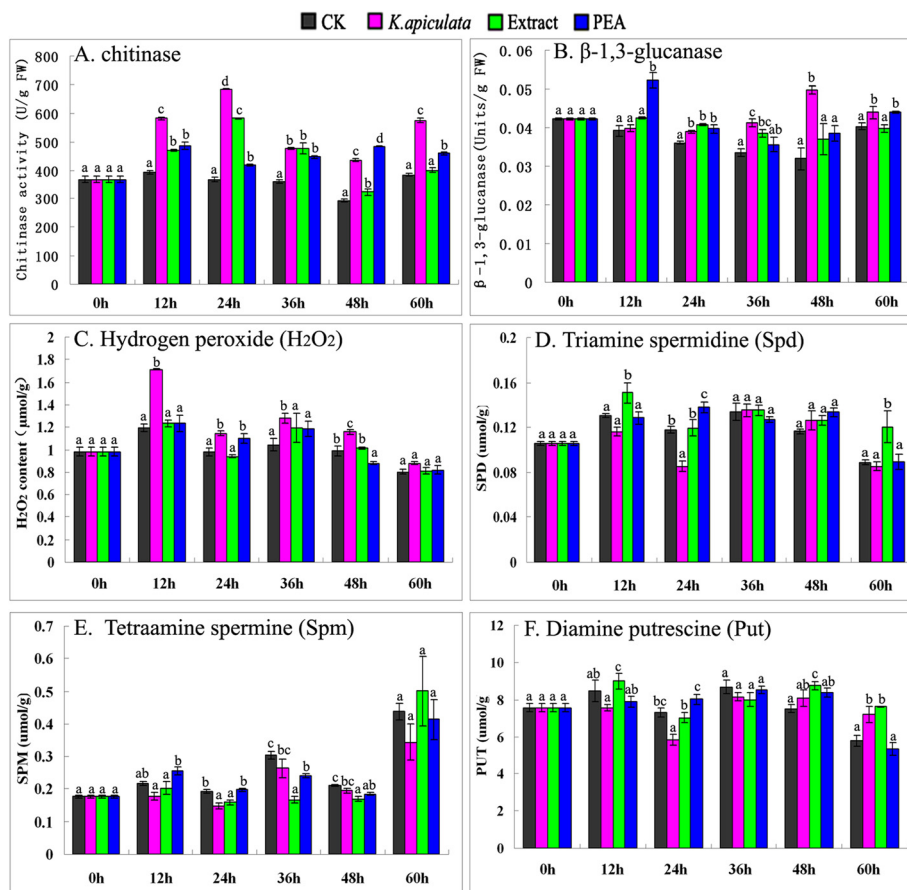 CK K.apiculata Extract PEA
A. chitinase
Chitinase activity (U/g FW)
800
700
600
500
400
300
200
100
0
a a a a a c b b a d c b a b b b a c b d a c a b
0h 12h 24h 36h 48h 60h
B. β-1,3-glucanase
β-1,3-glucanase (Units/g FW)
0.06
0.05
0.04
0.03
0.02
0.01
0
a a a a a a a b a b b b a c bc ab a b a a a b a b
0h 12h 24h 36h 48h 60h
C. Hydrogen peroxide (H2O2)
H2O2 content (μmol/g)
2
1.8
1.6
1.4
1.2
1
0.8
0.6
0.4
0.2
0
a a a a a b a a a b a b a b a a b c b a a a a a
0h 12h 24h 36h 48h 60h
D. Triamine spermidine (Spd)
SPD (umol/g)
0.2
0.16
0.12
0.08
0.04
0
a a a a a a b a b a b c a a a a a a a a a a b a
0h 12h 24h 36h 48h 60h
E. Tetraamine spermine (Spm)
SPM (umol/g)
0.7
0.6
0.5
0.4
0.3
0.2
0.1
0
a a a a ab a a b b a a b c bc a b c bc a ab a a a a
0h 12h 24h 36h 48h 60h
F. Diamine putrescine (Put)
PUT (umol/g
12
10
8
6
4
2
0
a a a a ab a c ab bc a b c a a a a a ab c ab a b b a
0h 12h 24h 36h 48h 60h